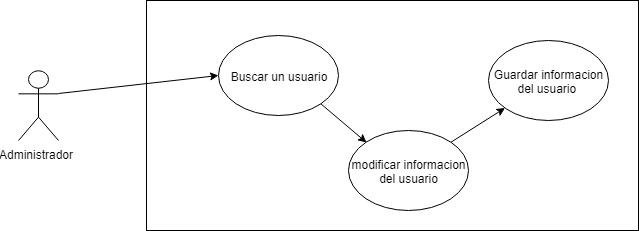 Buscar un usuario
Guardar informacion
del usuario
Administrador
modificar informacion
del usuario